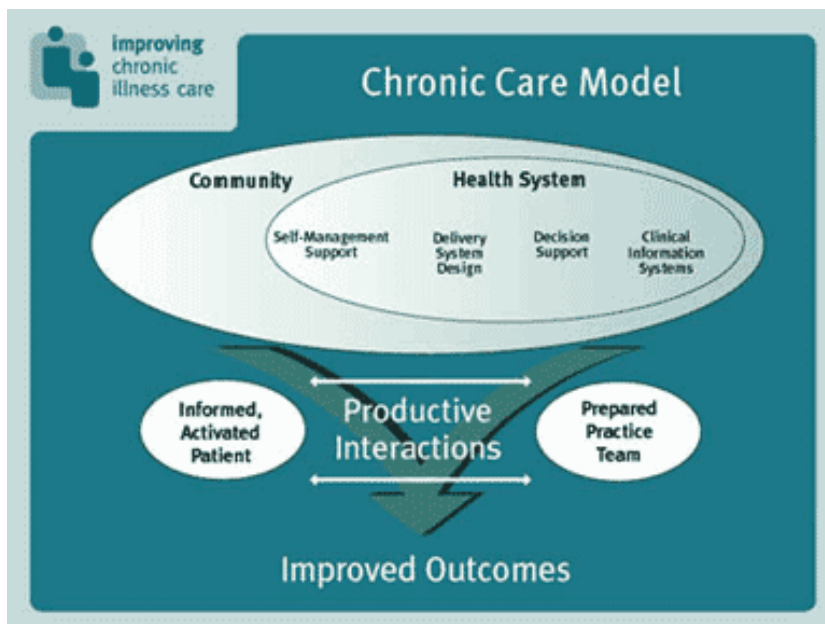 improving
chronic
illness care
Chronic Care Model
Community
Health System
Self-Management
Support
Delivery
System
Design
Decision
Support
Clinical
Information
Systems
Informed,
Activated
Patient
Productive
Interactions
Prepared
Practice
Team
Improved Outcomes